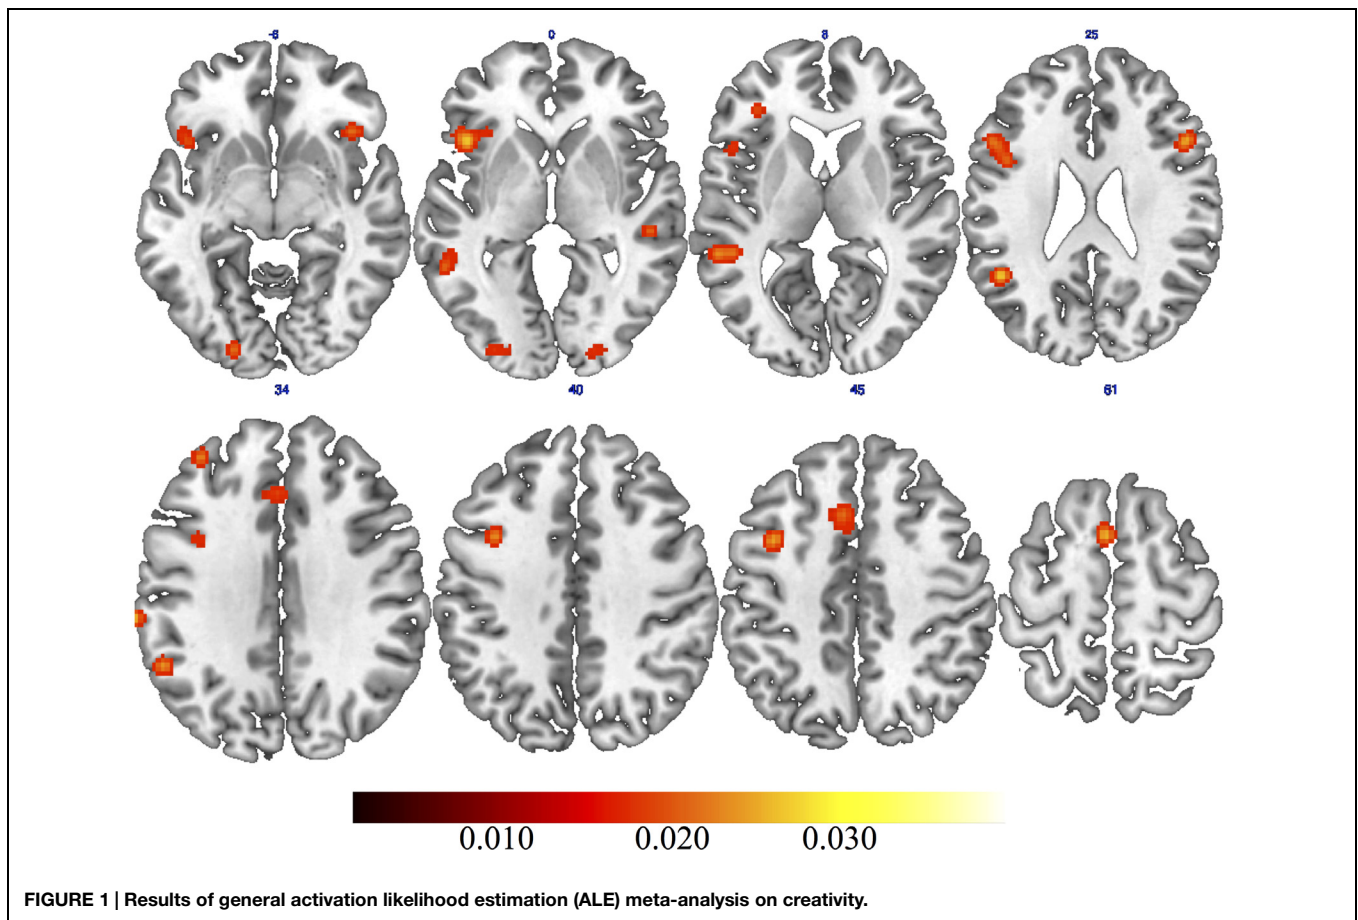 -6 0 8 25
34 40 45 61
0.010 0.020 0.030
FIGURE 1 | Results of general activation likelihood estimation (ALE) meta-analysis on creativity.